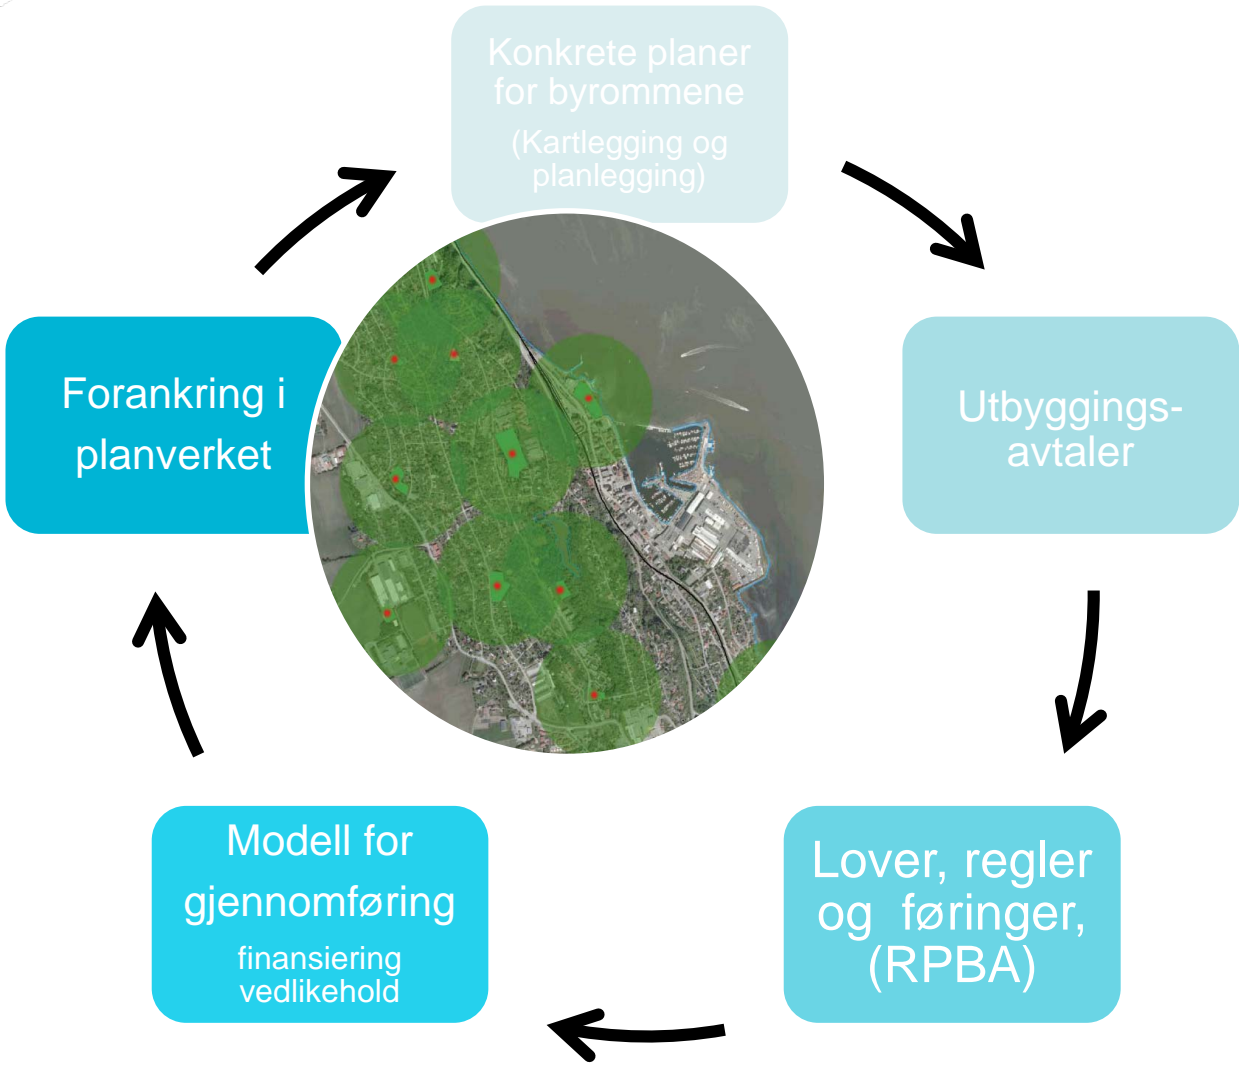 Konkrete planer
for byrommene
(Kartlegging og
planlegging)
Utbyggings-
avtaler
Lover, regler
og føringer,
(RPBA)
Modell for
gjennomføring
finansiering
vedlikehold
Forankring i
planverket